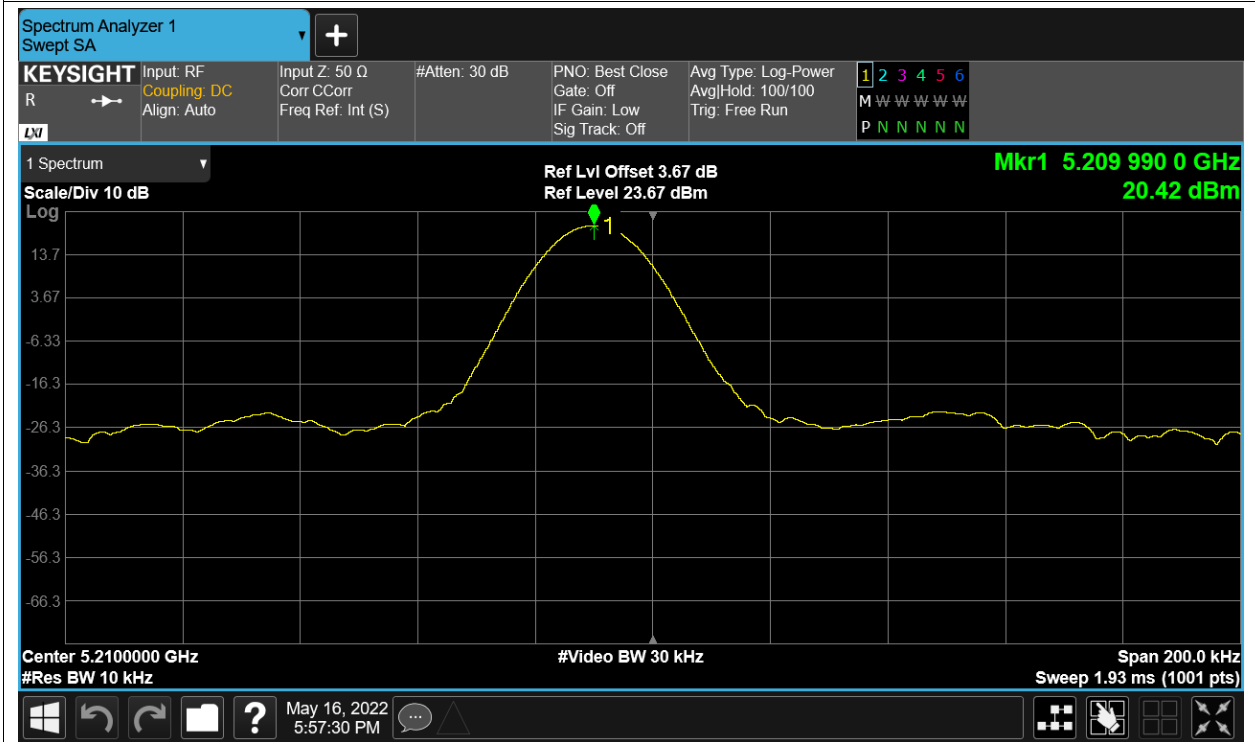 Spectrum Analyzer 1
Swept SA
KEYSIGHT
R
LXI
Input: RF
Coupling: DC
Align: Auto
Input Z: 50 Ω
Corr CCorr
Freq Ref: Int (S)
#Atten: 30 dB
PNO: Best Close
Gate: Off
IF Gain: Low
Sig Track: Off
Avg Type: Log-Power
Avg|Hold: 100/100
Trig: Free Run
1 2 3 4 5 6
M W W W W W
P N N N N N
1 Spectrum
Scale/Div 10 dB
Log
Ref Lvl Offset 3.67 dB
Ref Level 23.67 dBm
Mkr1 5.209 990 0 GHz
20.42 dBm
1
13.7
3.67
-6.33
-16.3
-26.3
-36.3
-46.3
-56.3
-66.3
Center 5.2100000 GHz
#Res BW 10 kHz
#Video BW 30 kHz
Span 200.0 kHz
Sweep 1.93 ms (1001 pts)
?
May 16, 2022
5:57:30 PM